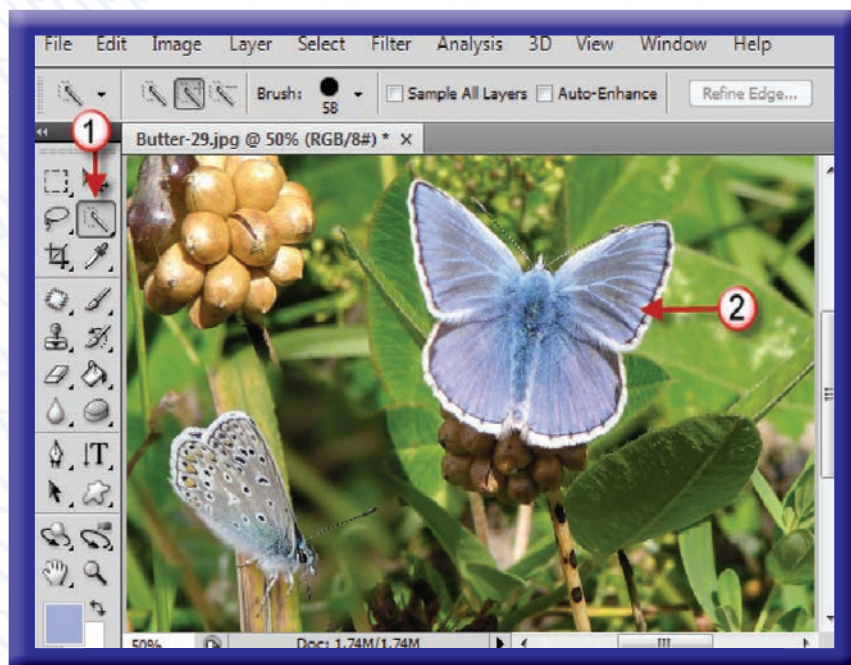 File Edit Image Layer Select Filter Analysis 3D View Window Help
Brush: 58 Sample All Layers Auto-Enhance Refine Edge...
1
Butter-29.jpg @ 50% (RGB/8#) * X
2
50% Doc: 1.74M/1.74M